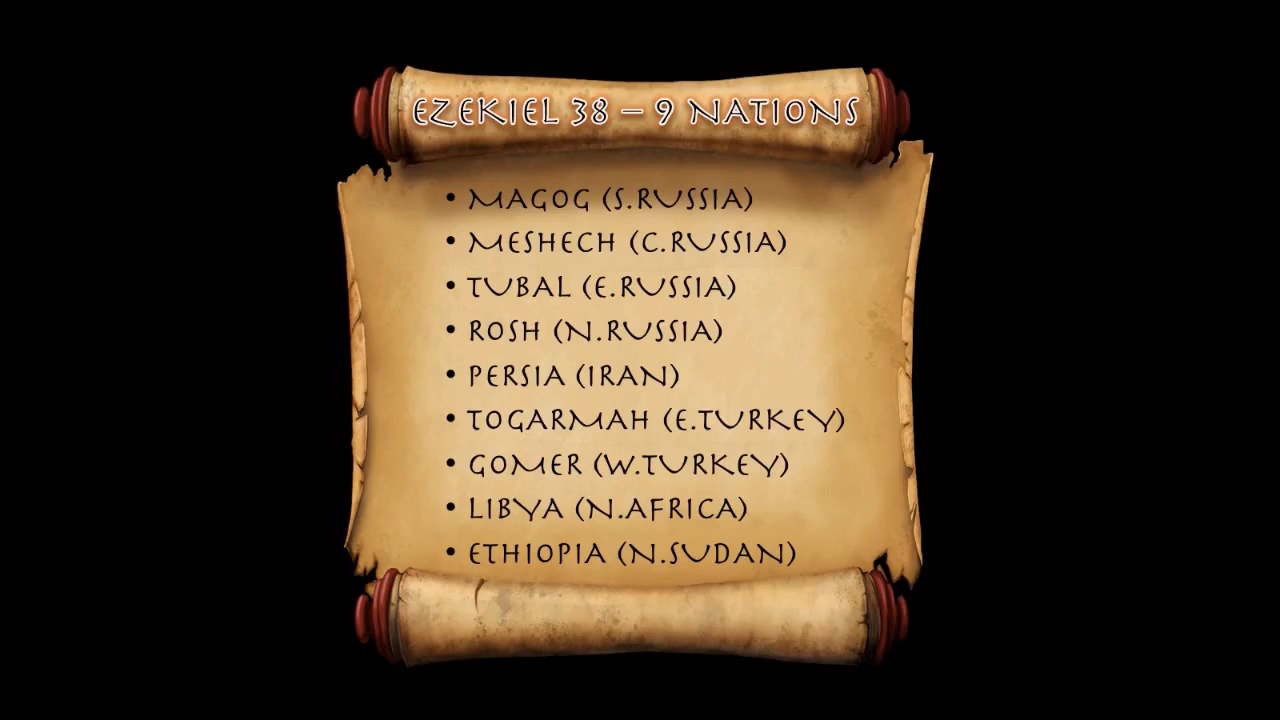 EZEKIEL 38 – 9 NATIONS
• MAGOG (S.RUSSIA)
• MESHECH (C.RUSSIA)
• TUBAL (E.RUSSIA)
• ROSH (N.RUSSIA)
• PERSIA (IRAN)
• TOGARMAH (E.TURKEY)
• GOMER (W.TURKEY)
• LIBYA (N.AFRICA)
• ETHIOPIA (N.SUDAN)